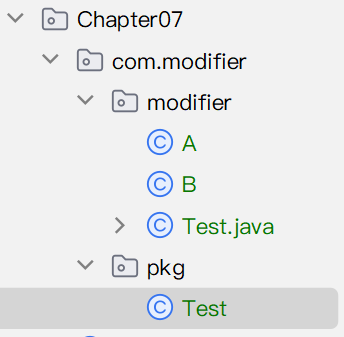 Chapter07
com.modifier
modifier
C A
C B
C Test.java
pkg
C Test